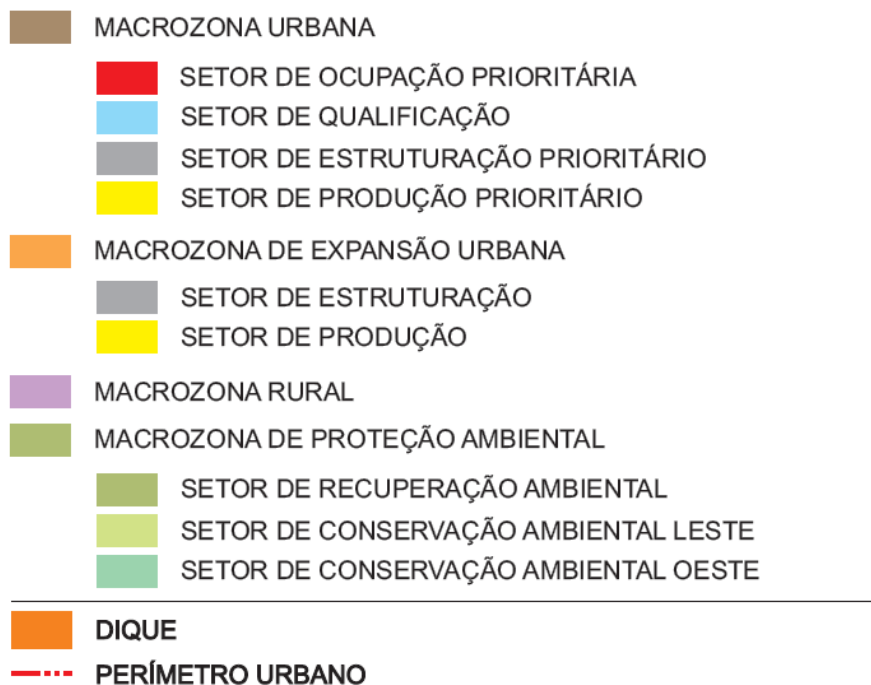 MACROZONA URBANA
SETOR DE OCUPAÇÃO PRIORITÁRIA
SETOR DE QUALIFICAÇÃO
SETOR DE ESTRUTURAÇÃO PRIORITÁRIO
SETOR DE PRODUÇÃO PRIORITÁRIO
MACROZONA DE EXPANSÃO URBANA
SETOR DE ESTRUTURAÇÃO
SETOR DE PRODUÇÃO
MACROZONA RURAL
MACROZONA DE PROTEÇÃO AMBIENTAL
SETOR DE RECUPERAÇÃO AMBIENTAL
SETOR DE CONSERVAÇÃO AMBIENTAL LESTE
SETOR DE CONSERVAÇÃO AMBIENTAL OESTE
DIQUE
PERÍMETRO URBANO